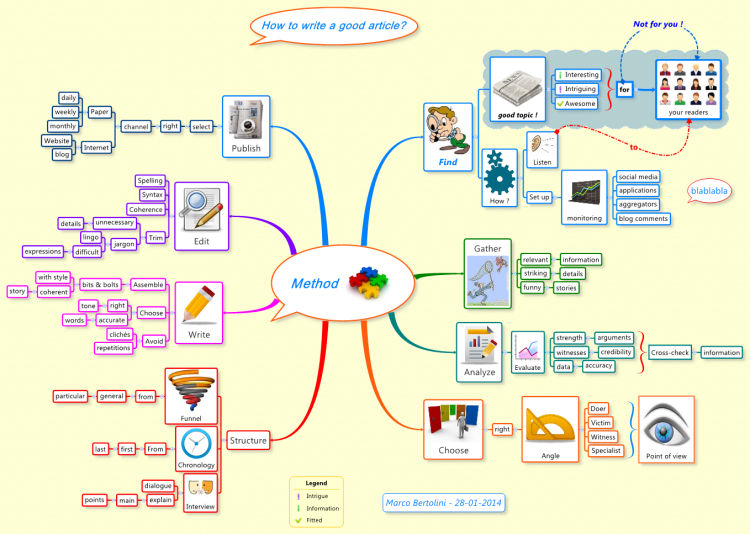 How to write a good article?
Not for you !
Method
Find
good topic !
Interesting
Intriguing
Awesome
for
your readers
How ?
Listen
to
Set up
monitoring
social media
applications
aggregators
blog comments
blablabla
Gather
relevant
information
striking
details
funny
stories
Analyze
Evaluate
strength
arguments
witnesses
credibility
data
accuracy
Cross-check
information
Choose
right
Angle
Doer
Victim
Witness
Specialist
Point of view
Publish
select
right
channel
Paper
daily
weekly
monthly
Internet
Website
blog
Edit
Spelling
Syntax
Coherence
Trim
unnecessary
details
jargon
lingo
difficult
expressions
Write
Assemble
bits & bolts
with style
coherent
story
Choose
right
tone
accurate
words
Avoid
clichés
repetitions
Structure
Funnel
from
general
particular
Chronology
From
first
last
Interview
dialogue
explain
main
points
Legend
Intrigue
Information
Fitted
Marco Bertolini - 28-01-2014